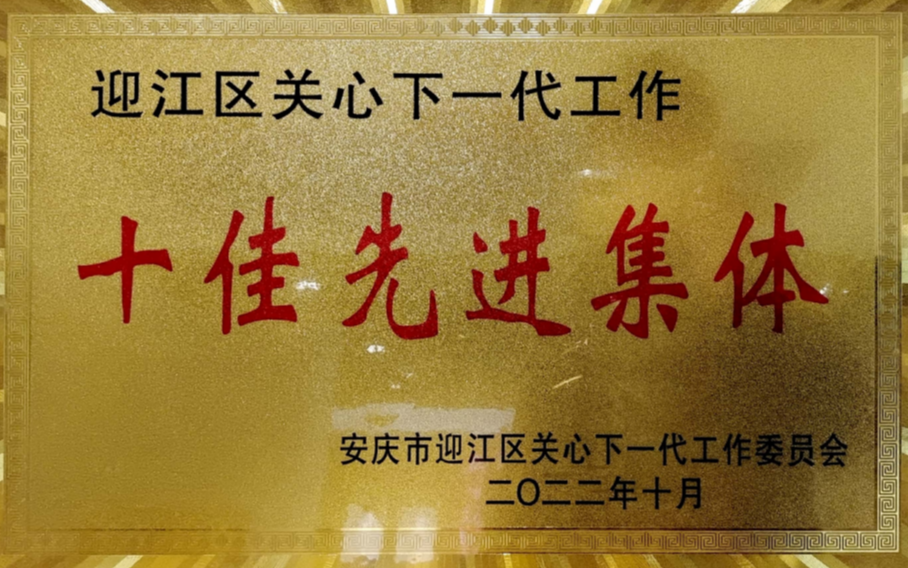 迎江区关心下一代工作
十佳先进集体
安庆市迎江区关心下一代工作委员会
二〇二二年十月